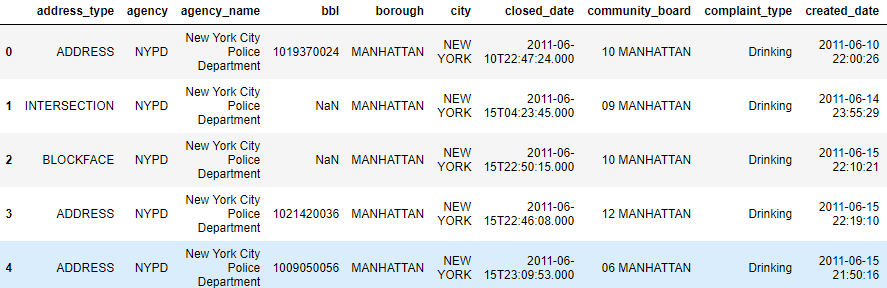 address_type agency agency_name bbl borough city closed_date community_board complaint_type created_date
0 ADDRESS NYPD New York City Police Department 1019370024 MANHATTAN NEW YORK 2011-06-10T22:47:24.000 10 MANHATTAN Drinking 2011-06-10 22:00:26
1 INTERSECTION NYPD New York City Police Department NaN MANHATTAN NEW YORK 2011-06-15T04:23:45.000 09 MANHATTAN Drinking 2011-06-14 23:55:29
2 BLOCKFACE NYPD New York City Police Department NaN MANHATTAN NEW YORK 2011-06-15T22:50:15.000 10 MANHATTAN Drinking 2011-06-15 22:10:21
3 ADDRESS NYPD New York City Police Department 1021420036 MANHATTAN NEW YORK 2011-06-15T22:46:08.000 12 MANHATTAN Drinking 2011-06-15 22:19:10
4 ADDRESS NYPD New York City Police Department 1009050056 MANHATTAN NEW YORK 2011-06-15T23:09:53.000 06 MANHATTAN Drinking 2011-06-15 21:50:16